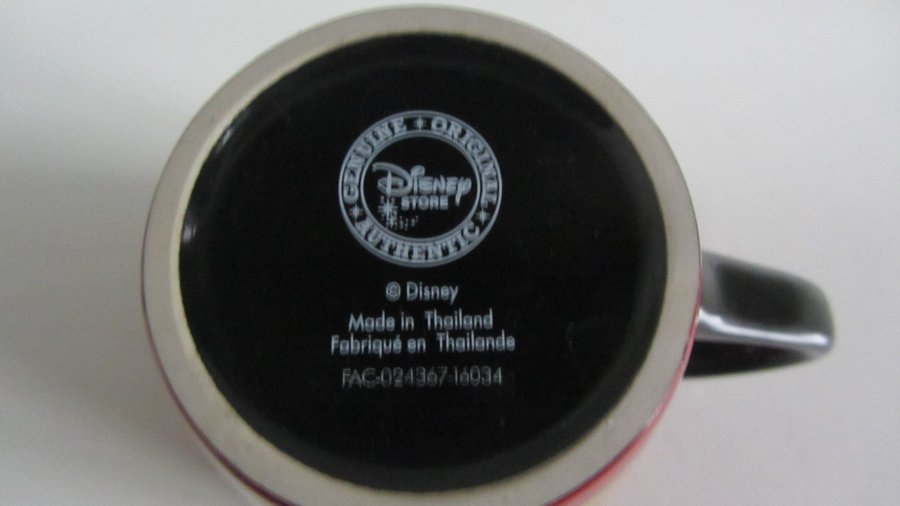 GENUINE ORIGINAL
Disney
STORE
AUTHENTIC
© Disney
Made in Thailand
Fabriqué en Thailande
FAC-024367-16034